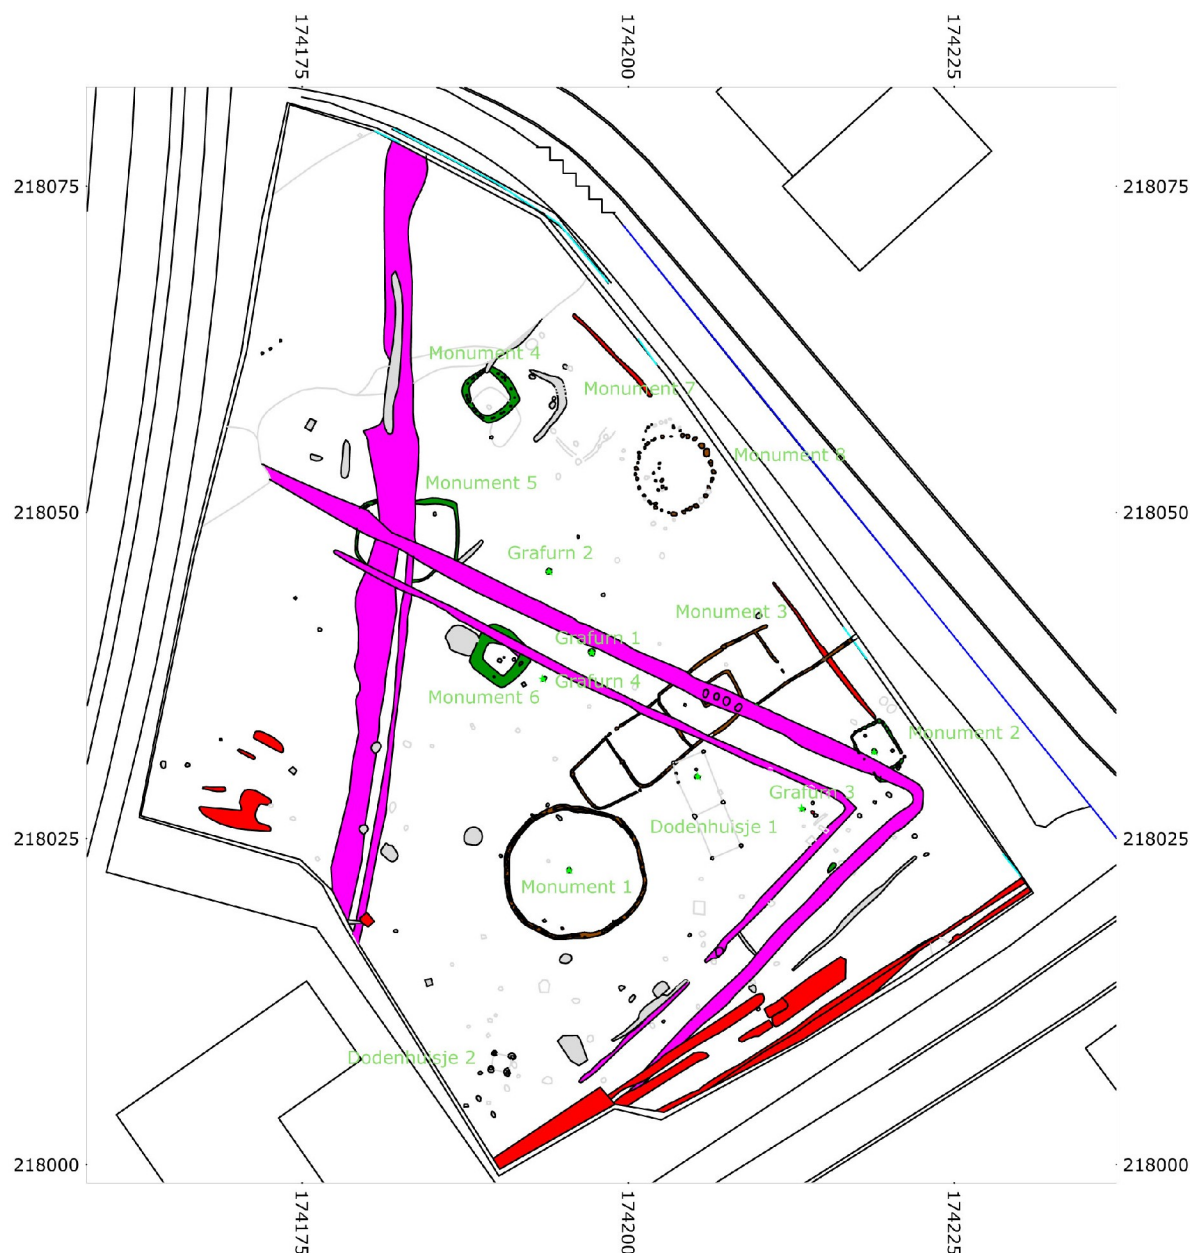 174175 174200 174225
218075 218075
Monument 4
Monument 7
Monument 8
Monument 5
218050 218050
Grafurn 2
Monument 3
Grafurn 1
Grafurn 4
Monument 6
Monument 2
Grafurn 3
Dodenhuisje 1
218025 218025
Monument 1
Dodenhuisje 2
218000 218000
174175 174200 174225